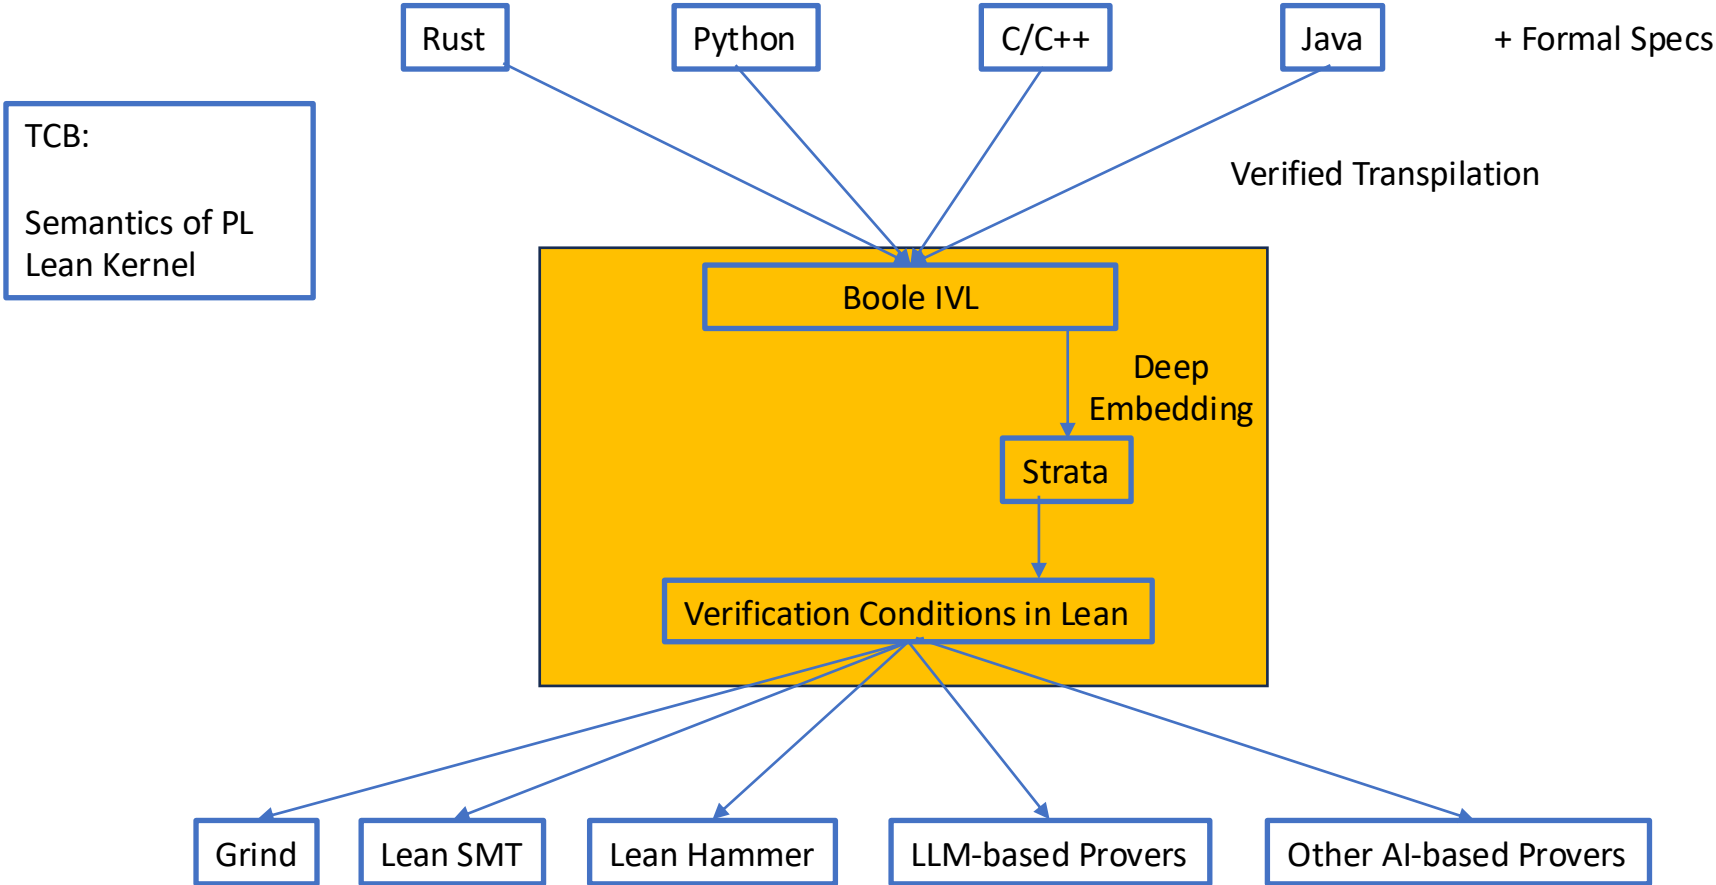 Rust
Python
C/C++
Java
+ Formal Specs
TCB:
Semantics of PL
Lean Kernel
Verified Transpilation
Boole IVL
Deep
Embedding
Strata
Verification Conditions in Lean
Grind
Lean SMT
Lean Hammer
LLM-based Provers
Other AI-based Provers